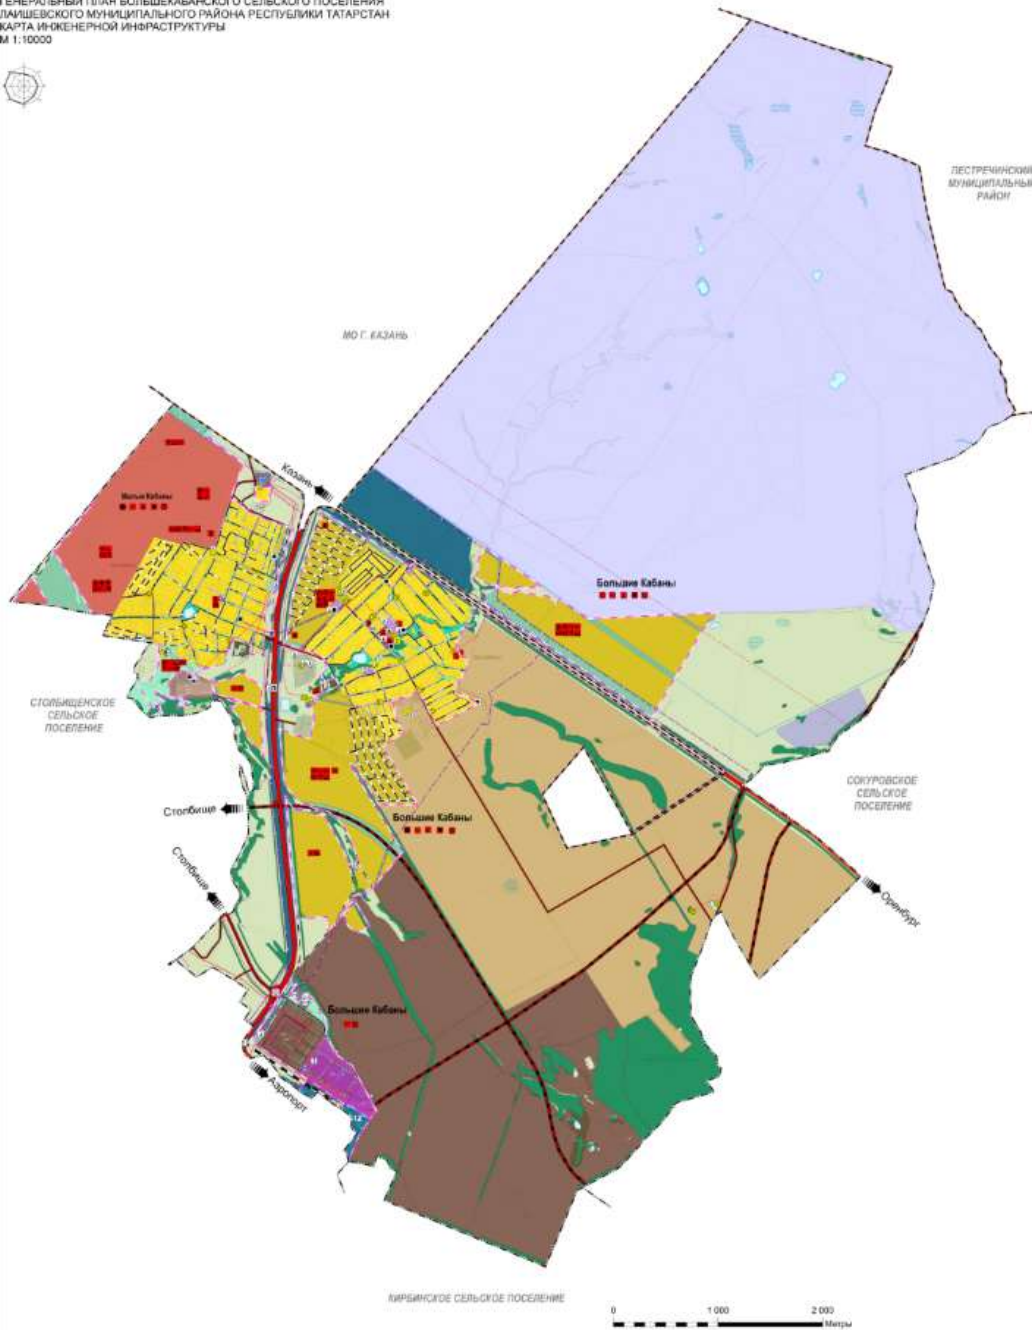 ГЕНЕРАЛЬНЫЙ ПЛАН БОЛЬШЕКАБАНСКОГО СЕЛЬСКОГО ПОСЕЛЕНИЯ
ЛАИШЕВСКОГО МУНИЦИПАЛЬНОГО РАЙОНА РЕСПУБЛИКИ ТАТАРСТАН
КАРТА ИНЖЕНЕРНОЙ ИНФРАСТРУКТУРЫ
М 1:10000
ПЕСТРЕЧИНСКИЙ
МУНИЦИПАЛЬНЫЙ
РАЙОН
МО Г. КАЗАНЬ
Казань
Малые Кабаны
Большие Кабаны
СТОЛБИЩЕНСКОЕ
СЕЛЬСКОЕ
ПОСЕЛЕНИЕ
СОКУРОВСКОЕ
СЕЛЬСКОЕ
ПОСЕЛЕНИЕ
Столбище
Большие Кабаны
Столбище
Оренбург
Большие Кабаны
Аэропорт
КИРБИНСКОЕ СЕЛЬСКОЕ ПОСЕЛЕНИЕ
0 1 000 2 000
Метры